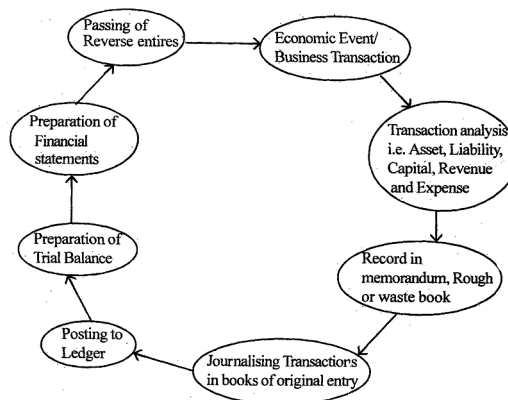 Passing of
Reverse entires
Economic Event/
Business Transaction
Transaction analysis
i.e. Asset, Liability,
Capital, Revenue
and Expense
Record in
memorandum, Rough
or waste book
Journalising Transactions
in books of original entry
Posting to
Ledger
Preparation of
Trial Balance
Preparation of
Financial
statements